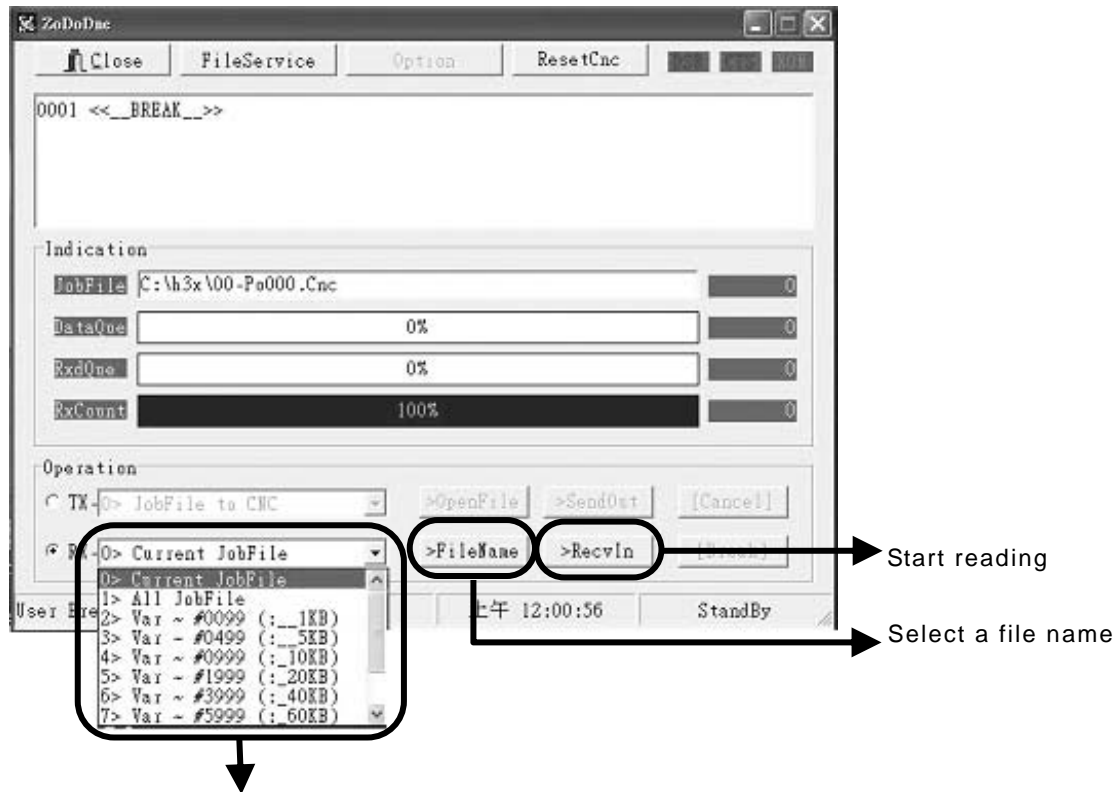 ZoDoDnc
Close FileService Option ResetCnc
0001 <<__BREAK__>>
Indication
JobFile C:\h3x\00-Po000.Cnc 0
DataQue 0% 0
RxdQue 0% 0
RxCount 100% 0
Operation
TX-0> JobFile to CNC >OpenFile >SendOut [Cancel]
RX-0> Current JobFile >FileName >RecvIn [Break]
Start reading
0> Current JobFile
1> All JobFile
User Bre 上午 12:00:56 StandBy
2> Var ~ #0099 (:__1KB)
3> Var ~ #0499 (:__5KB)
Select a file name
4> Var ~ #0999 (:_10KB)
5> Var ~ #1999 (:_20KB)
6> Var ~ #3999 (:_40KB)
7> Var ~ #5999 (:_60KB)